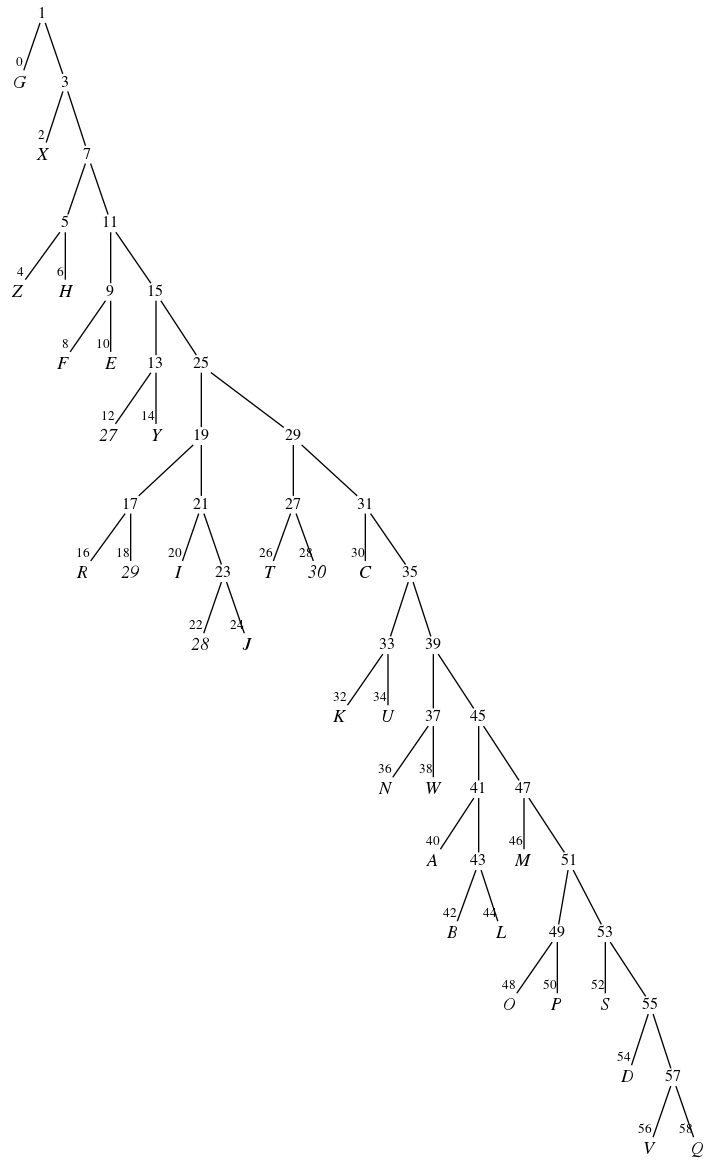 1
0
G 3
2
X 7
5 11
4 6
Z H 9 15
8 10
F E 13 25
12 14
27 Y 19 29
17 21 27 31
16 18 20 26 28 30
R 29 I 23 T 30 C 35
22 24
28 J 33 39
32 34
K U 37 45
36 38
N W 41 47
40 46
A 43 M 51
42 44
B L 49 53
48 50 52
O P S 55
54
D 57
56 58
V Q